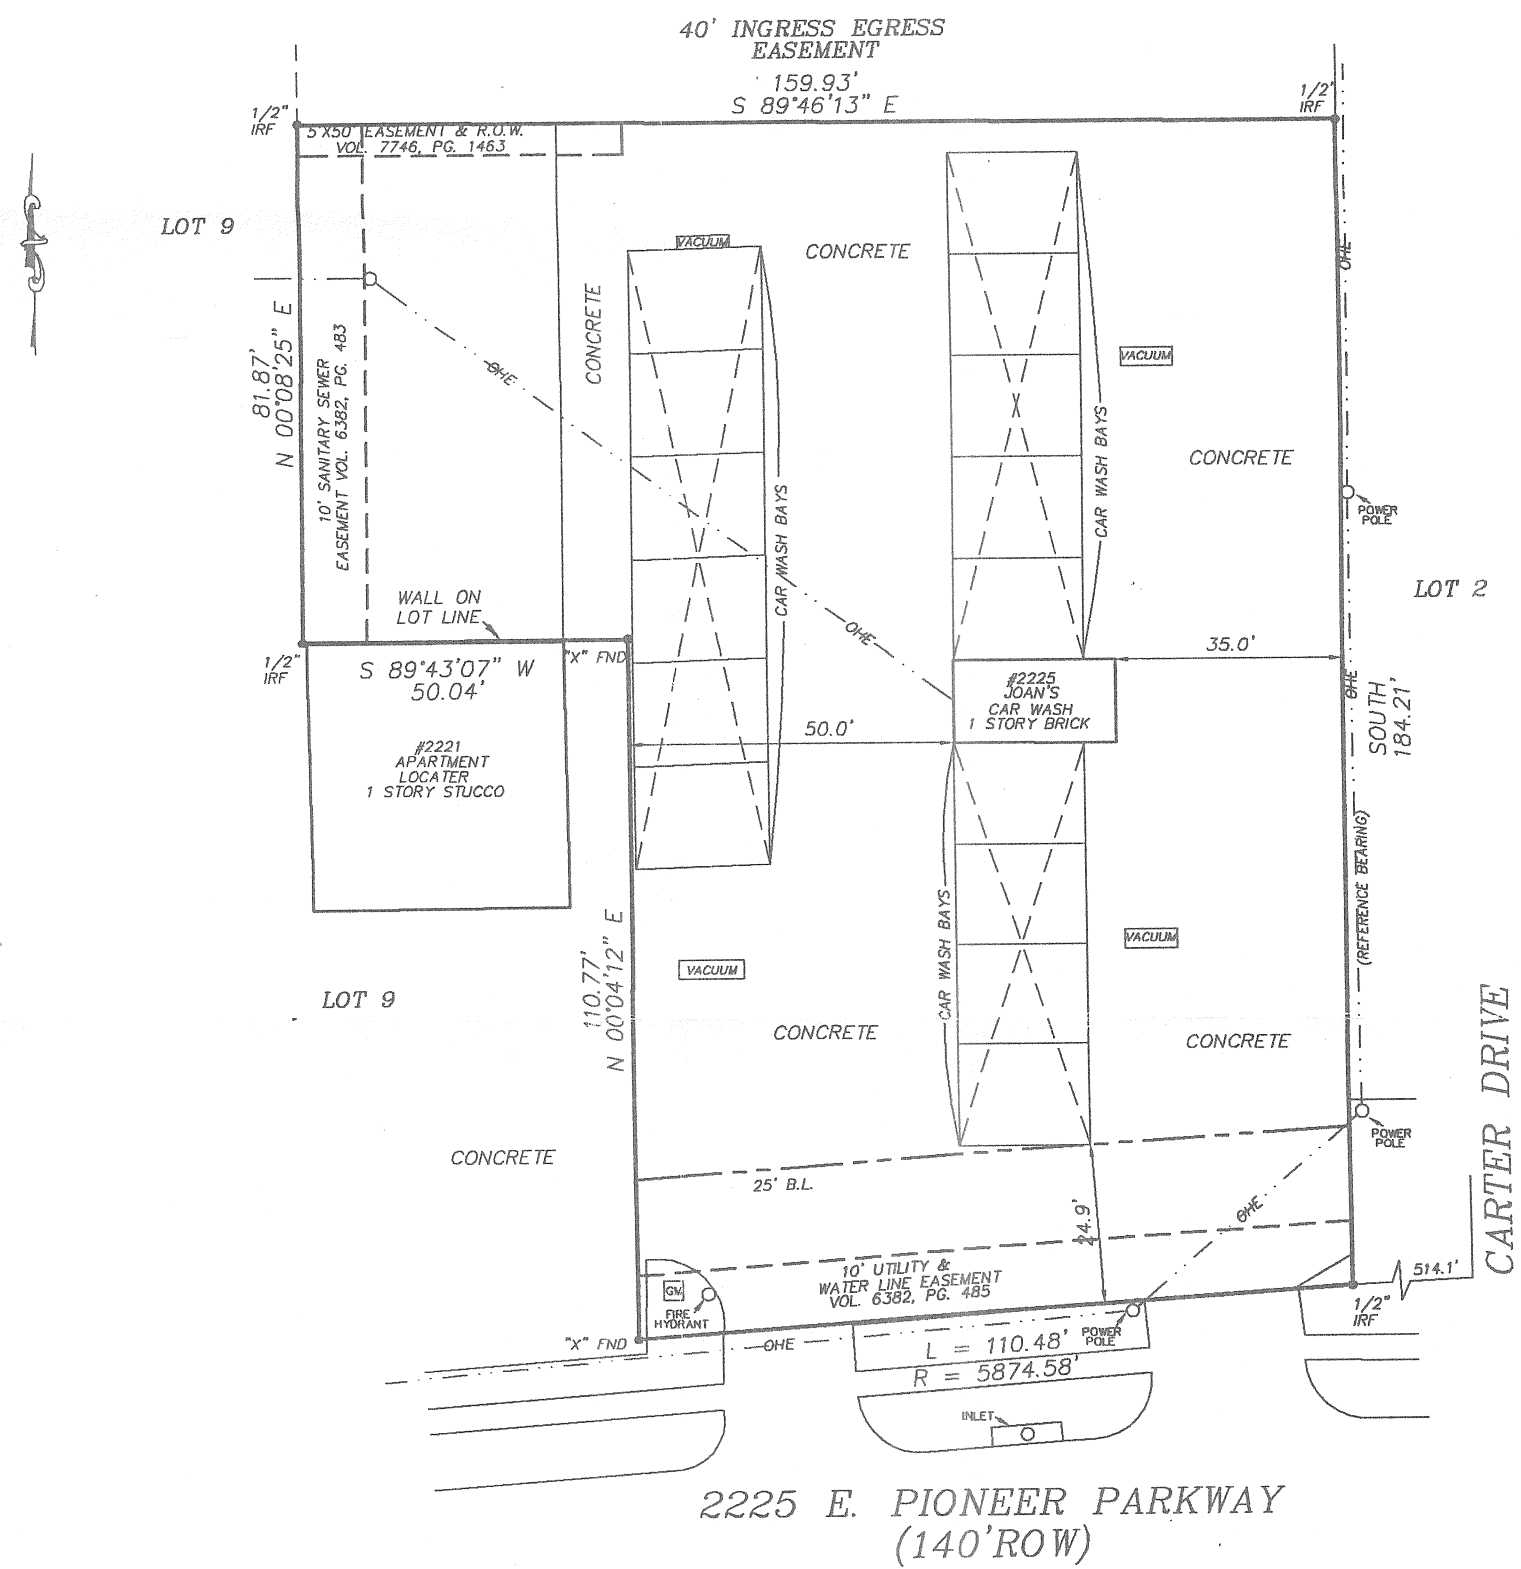 40' INGRESS EGRESS
EASEMENT
159.93'
S 89°46'13" E
1/2"
IRF
1/2"
IRF
5'X50' EASEMENT & R.O.W.
VOL. 7746, PG. 1463
LOT 9
VACUUM
CONCRETE
CONCRETE
OHE
81.87'
N 00°08'25" E
10' SANITARY SEWER
EASEMENT VOL. 6382, PG. 483
OHE
VACUUM
CAR WASH BAYS
CAR WASH BAYS
CONCRETE
POWER
POLE
WALL ON
LOT LINE
LOT 2
OHE
1/2"
IRF
S 89°43'07" W
50.04'
"X" FND
35.0'
#2225
JOAN'S
CAR WASH
1 STORY BRICK
OHE
SOUTH
184.21'
50.0'
#2221
APARTMENT
LOCATER
1 STORY STUCCO
(REFERENCE BEARING)
CAR WASH BAYS
VACUUM
VACUUM
110.77'
N 00°04'12" E
LOT 9
CONCRETE
CONCRETE
CARTER DRIVE
POWER
POLE
CONCRETE
25' B.L.
24.9'
OHE
10' UTILITY &
WATER LINE EASEMENT
VOL. 6382, PG. 485
514.1'
GM
FIRE
HYDRANT
1/2"
IRF
"X" FND
OHE
POWER
POLE
L = 110.48'
R = 5874.58'
INLET
2225 E. PIONEER PARKWAY
(140'ROW)